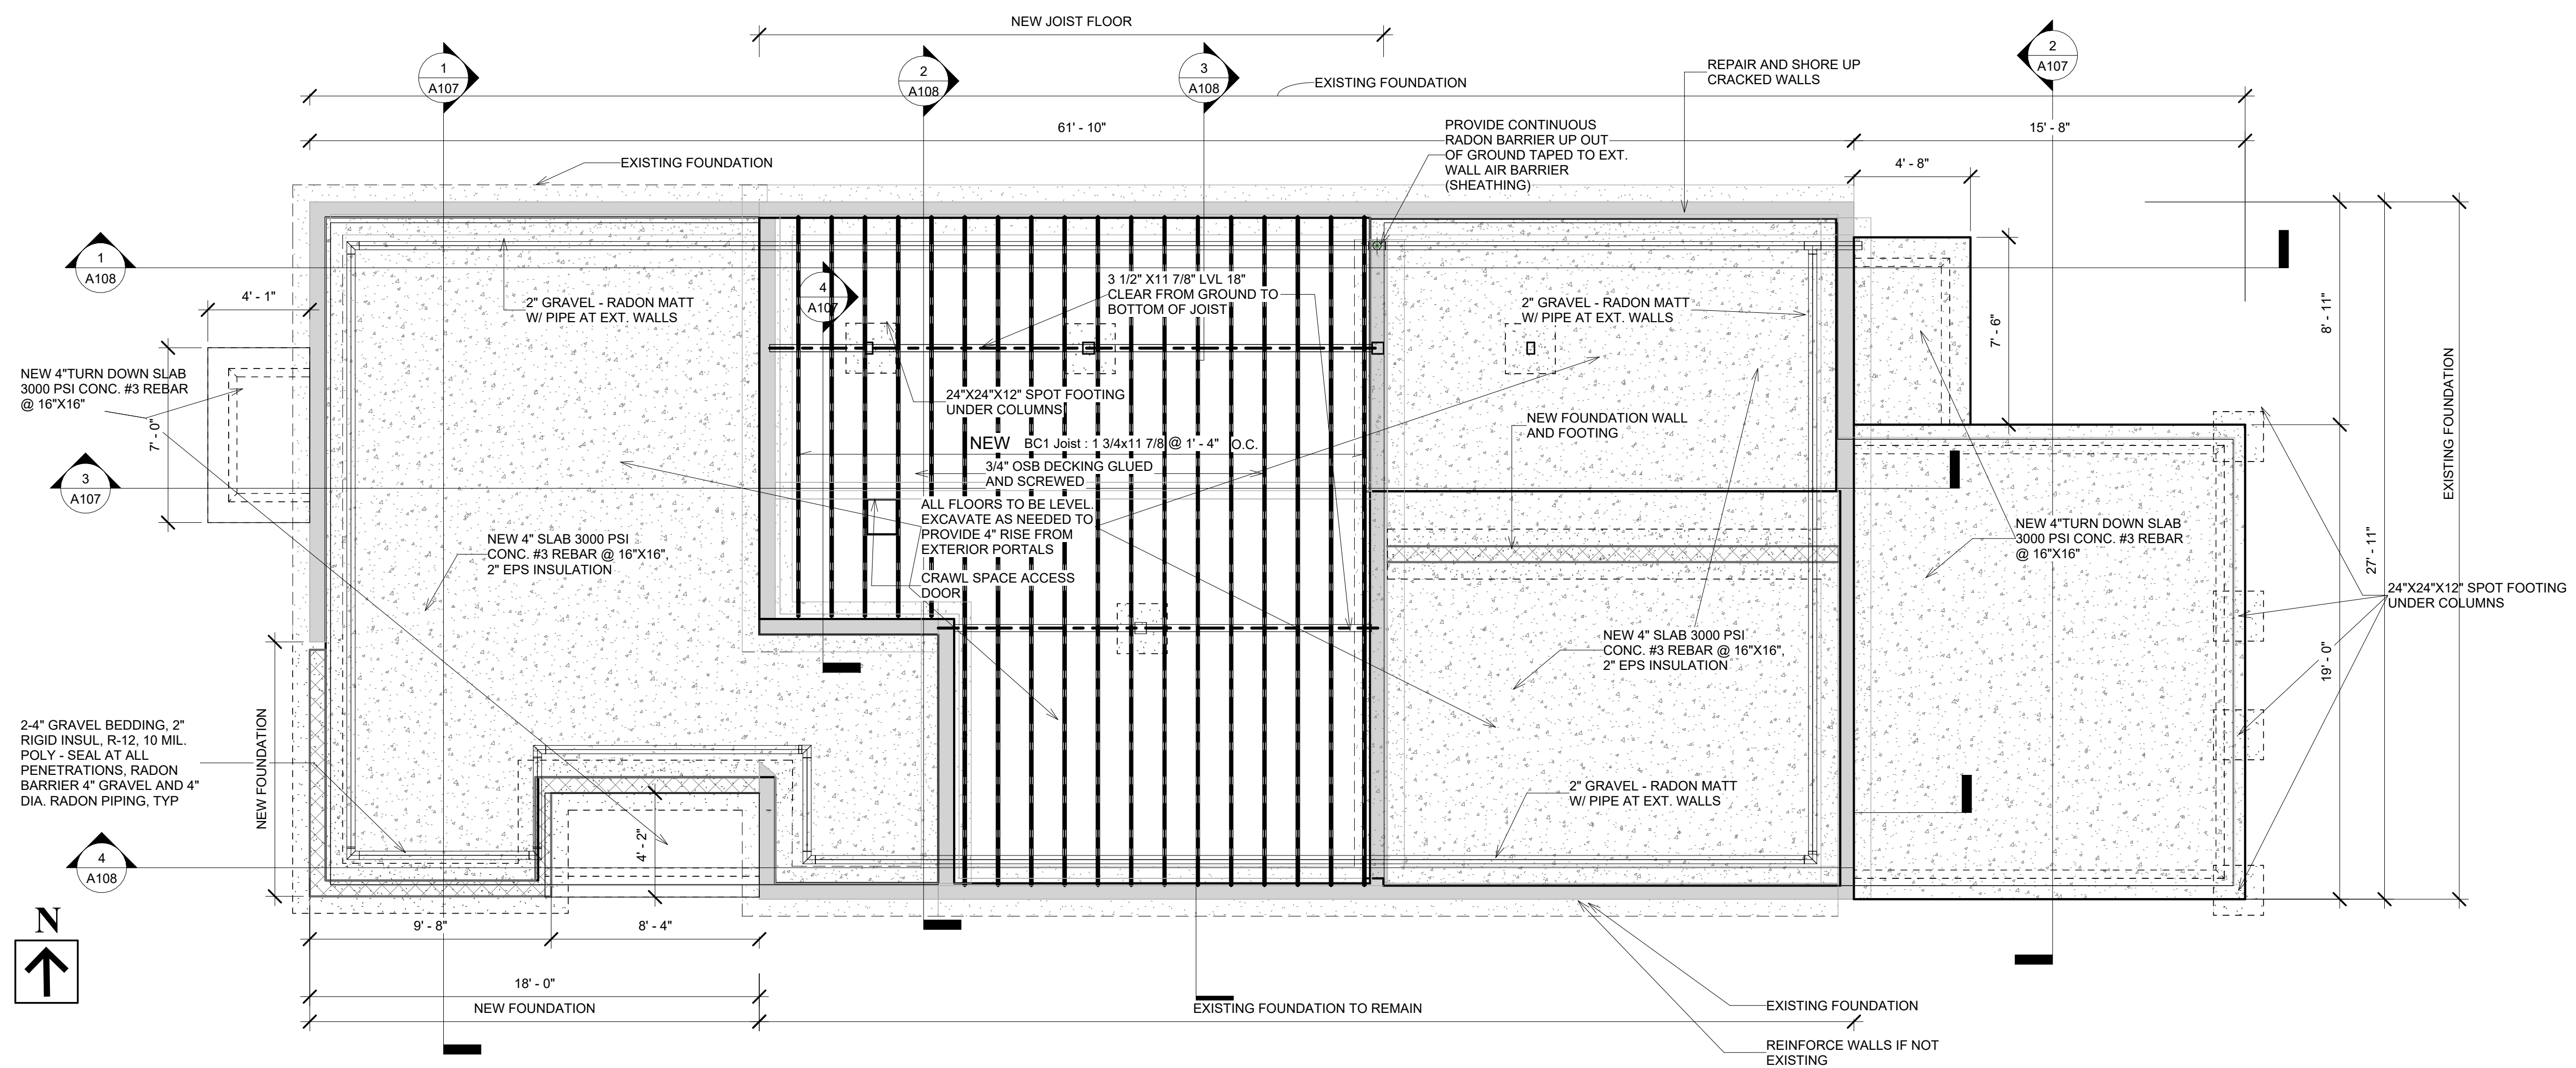 NEW JOIST FLOOR
1
A107
2
A108
3
A108
2
A107
EXISTING FOUNDATION
REPAIR AND SHORE UP
CRACKED WALLS
61' - 10"
15' - 8"
PROVIDE CONTINUOUS
RADON BARRIER UP OUT
OF GROUND TAPED TO EXT.
WALL AIR BARRIER
(SHEATHING)
EXISTING FOUNDATION
4' - 8"
1
A108
4' - 1"
2" GRAVEL - RADON MATT
W/ PIPE AT EXT. WALLS
4
A107
3 1/2" X11 7/8" LVL 18"
CLEAR FROM GROUND TO
BOTTOM OF JOIST
2" GRAVEL - RADON MATT
W/ PIPE AT EXT. WALLS
7' - 6"
8' - 11"
EXISTING FOUNDATION
NEW 4"TURN DOWN SLAB
3000 PSI CONC. #3 REBAR
@ 16"X16"
7' - 0"
24"X24"X12" SPOT FOOTING
UNDER COLUMNS
NEW FOUNDATION WALL
AND FOOTING
NEW BC1 Joist : 1 3/4x11 7/8 @ 1' - 4" O.C.
3/4" OSB DECKING GLUED
AND SCREWED
3
A107
ALL FLOORS TO BE LEVEL.
EXCAVATE AS NEEDED TO
PROVIDE 4" RISE FROM
EXTERIOR PORTALS
NEW 4" SLAB 3000 PSI
CONC. #3 REBAR @ 16"X16",
2" EPS INSULATION
NEW 4"TURN DOWN SLAB
3000 PSI CONC. #3 REBAR
@ 16"X16"
27' - 11"
CRAWL SPACE ACCESS
DOOR
24"X24"X12" SPOT FOOTING
UNDER COLUMNS
NEW 4" SLAB 3000 PSI
CONC. #3 REBAR @ 16"X16",
2" EPS INSULATION
19' - 0"
2-4" GRAVEL BEDDING, 2"
RIGID INSUL, R-12, 10 MIL.
POLY - SEAL AT ALL
PENETRATIONS, RADON
BARRIER 4" GRAVEL AND 4"
DIA. RADON PIPING, TYP
NEW FOUNDATION
2" GRAVEL - RADON MATT
W/ PIPE AT EXT. WALLS
4' - 2"
4
A108
N
9' - 8"
8' - 4"
18' - 0"
NEW FOUNDATION
EXISTING FOUNDATION TO REMAIN
EXISTING FOUNDATION
REINFORCE WALLS IF NOT
EXISTING